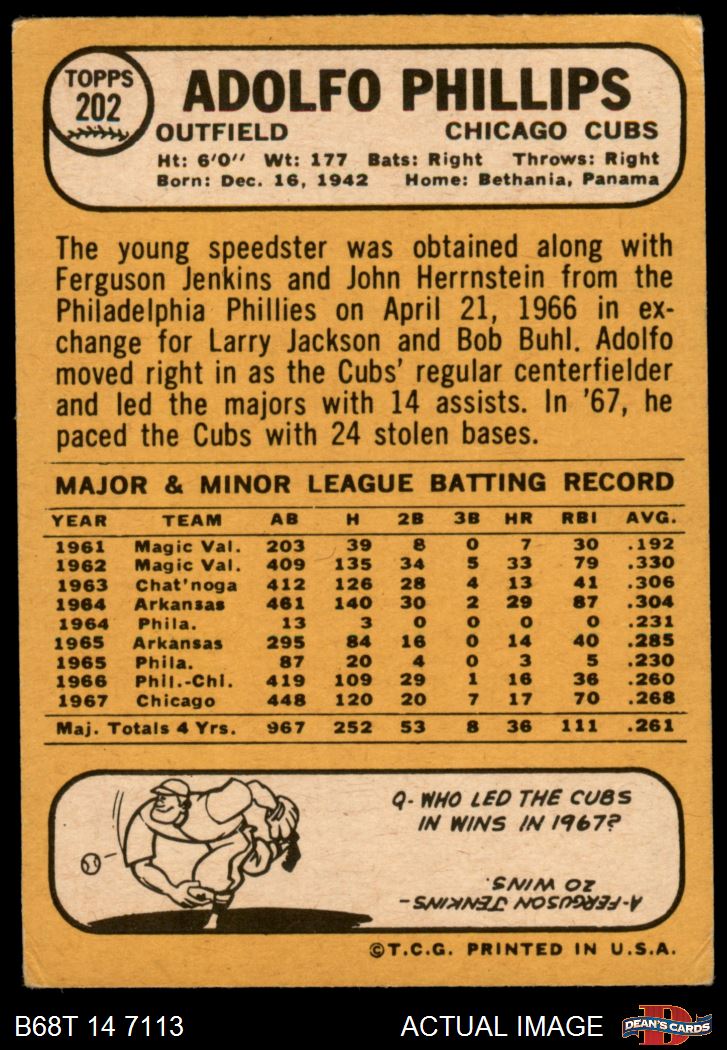 TOPPS
202
ADOLFO PHILLIPS
OUTFIELD CHICAGO CUBS
Ht: 6'0" Wt: 177 Bats: Right Throws: Right
Born: Dec. 16, 1942 Home: Bethania, Panama
The young speedster was obtained along with
Ferguson Jenkins and John Herrnstein from the
Philadelphia Phillies on April 21, 1966 in ex-
change for Larry Jackson and Bob Buhl. Adolfo
moved right in as the Cubs' regular centerfielder
and led the majors with 14 assists. In '67, he
paced the Cubs with 24 stolen bases.
MAJOR & MINOR LEAGUE BATTING RECORD
YEAR TEAM AB H 2B 3B HR RBI AVG.
1961 Magic Val. 203 39 8 0 7 30 .192
1962 Magic Val. 409 135 34 5 33 79 .330
1963 Chat'noga 412 126 28 4 13 41 .306
1964 Arkansas 461 140 30 2 29 87 .304
1964 Phila. 13 3 0 0 0 0 .231
1965 Arkansas 295 84 16 0 14 40 .285
1965 Phila. 87 20 4 0 3 5 .230
1966 Phil.-Chi. 419 109 29 1 16 36 .260
1967 Chicago 448 120 20 7 17 70 .268
Maj. Totals 4 Yrs. 967 252 53 8 36 111 .261
Q- WHO LED THE CUBS
IN WINS IN 1967?
A-FERGUSON JENKINS-
20 WINS.
©T.C.G. PRINTED IN U.S.A.
B68T 14 7113 ACTUAL IMAGE
D
DEAN'S CARDS